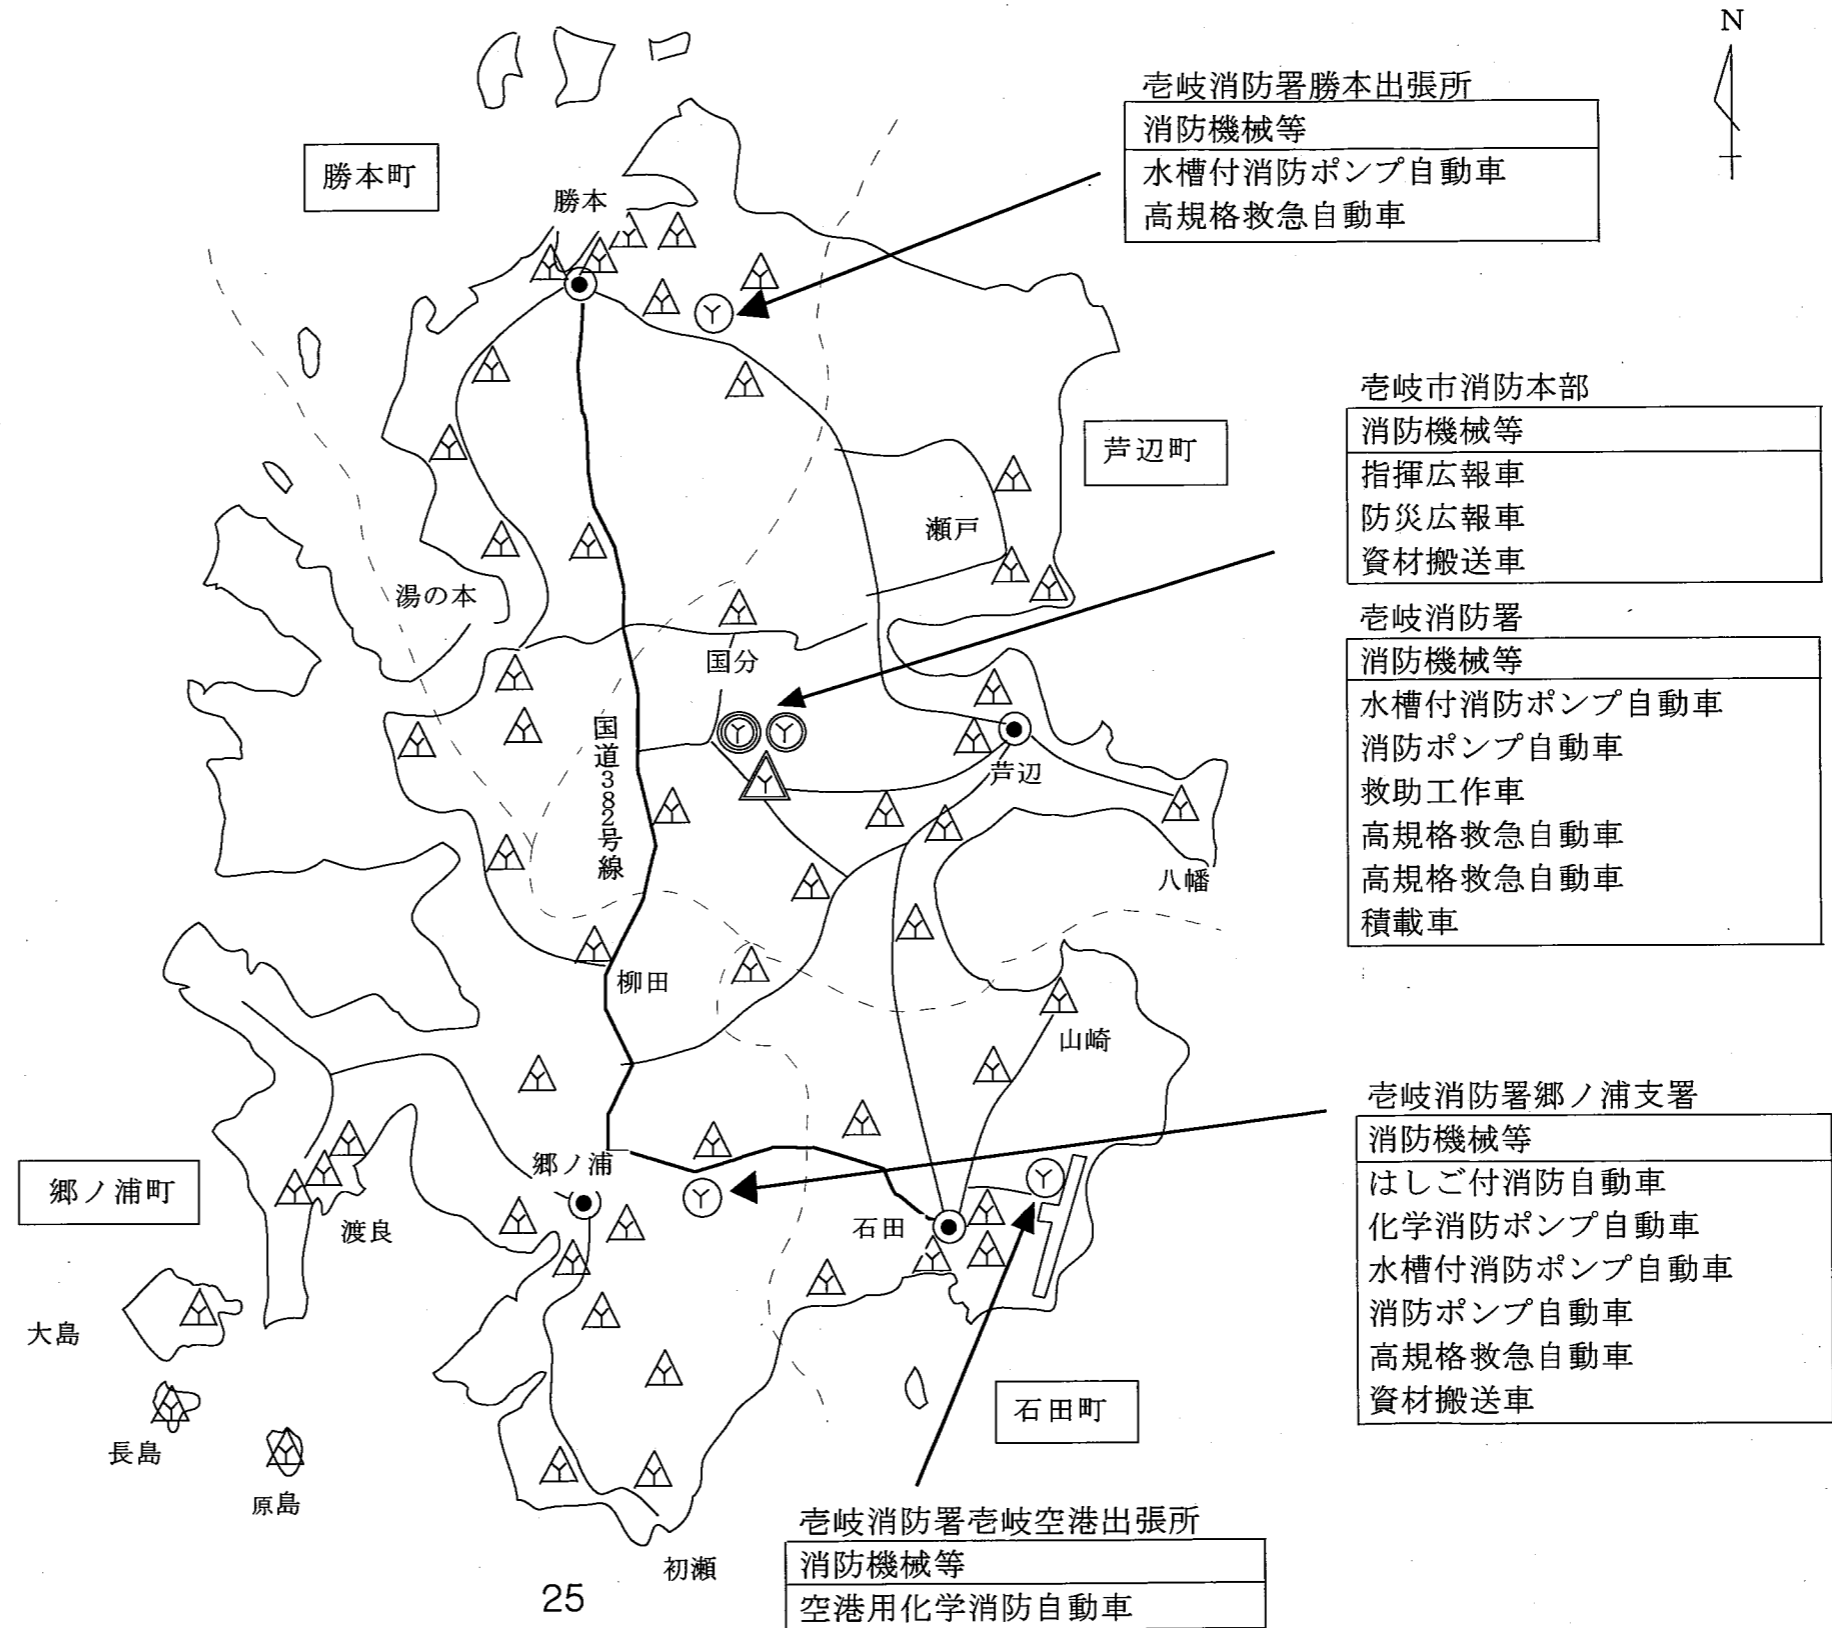 N
壱岐消防署勝本出張所
消防機械等
水槽付消防ポンプ自動車
高規格救急自動車
勝本町
勝本
壱岐市消防本部
消防機械等
指揮広報車
防災広報車
資材搬送車
芦辺町
瀬戸
湯の本
国分
壱岐消防署
消防機械等
水槽付消防ポンプ自動車
消防ポンプ自動車
救助工作車
高規格救急自動車
高規格救急自動車
積載車
国道382号線
芦辺
八幡
柳田
山崎
壱岐消防署郷ノ浦支署
消防機械等
はしご付消防自動車
化学消防ポンプ自動車
水槽付消防ポンプ自動車
消防ポンプ自動車
高規格救急自動車
資材搬送車
郷ノ浦町
郷ノ浦
渡良
石田
大島
長島
原島
石田町
初瀬
壱岐消防署壱岐空港出張所
消防機械等
空港用化学消防自動車
25